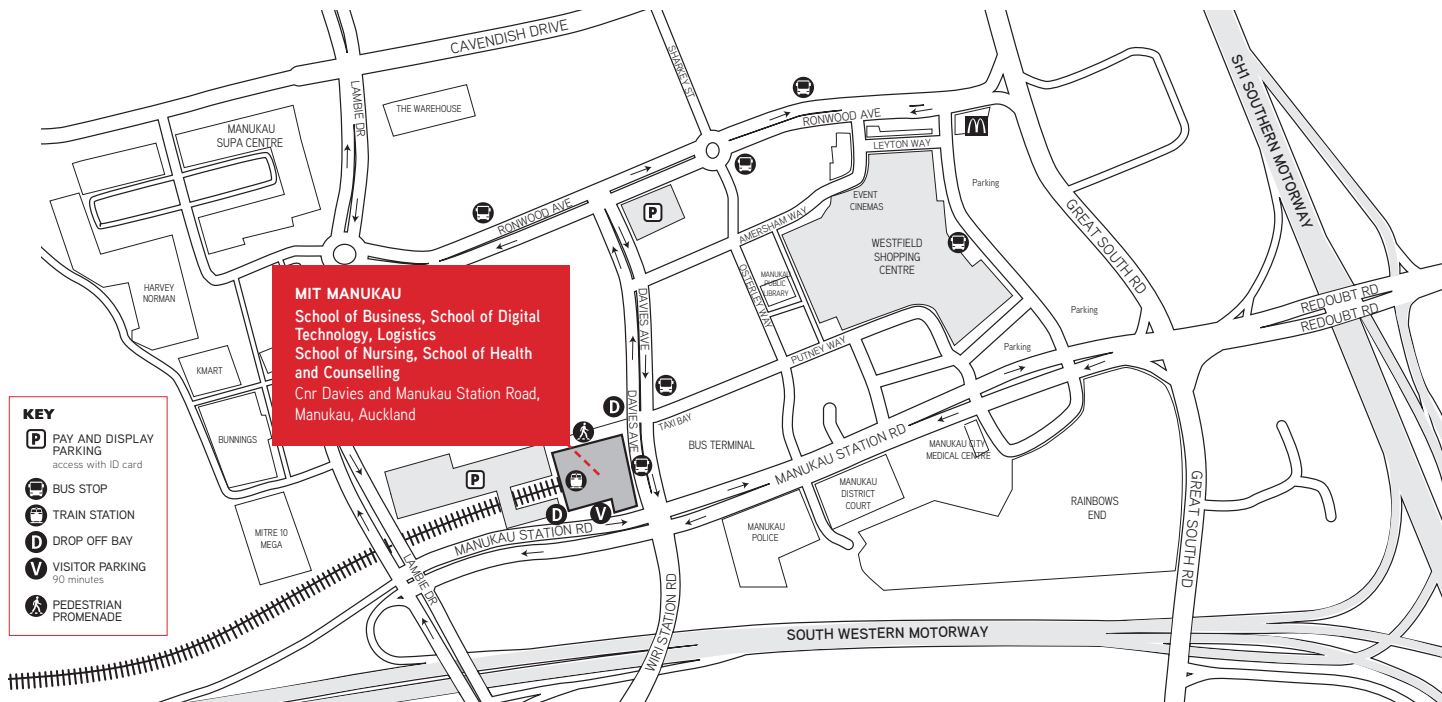 CAVENDISH DRIVE
SHARKEY ST
SH1 SOUTHERN MOTORWAY
LAMBIE DR
THE WAREHOUSE
MANUKAU
SUPA CENTRE
RONWOOD AVE
LEYTON WAY
Parking
EVENT
CINEMAS
P
RONWOOD AVE
AMERSHAM WAY
GREAT SOUTH RD
WESTFIELD
SHOPPING
CENTRE
OSTERLEY WAY
MANUKAU
PUBLIC
LIBRARY
HARVEY
NORMAN
DAVIES AVE
REDOUBT RD
REDOUBT RD
Parking
Parking
PUTNEY WAY
KMART
MIT MANUKAU
School of Business, School of Digital
Technology, Logistics
School of Nursing, School of Health
and Counselling
Cnr Davies and Manukau Station Road,
Manukau, Auckland
D
DAVIES AVE
TAXI BAY
BUS TERMINAL
BUNNINGS
MANUKAU STATION RD
MANUKAU CITY
MEDICAL CENTRE
P
MANUKAU
DISTRICT
COURT
RAINBOWS
END
GREAT SOUTH RD
D
V
MANUKAU STATION RD
MANUKAU
POLICE
MITRE 10
MEGA
LAMBIE DR
WIRI STATION RD
SOUTH WESTERN MOTORWAY
KEY
P PAY AND DISPLAY
PARKING
access with ID card
BUS STOP
TRAIN STATION
D DROP OFF BAY
V VISITOR PARKING
90 minutes
PEDESTRIAN
PROMENADE